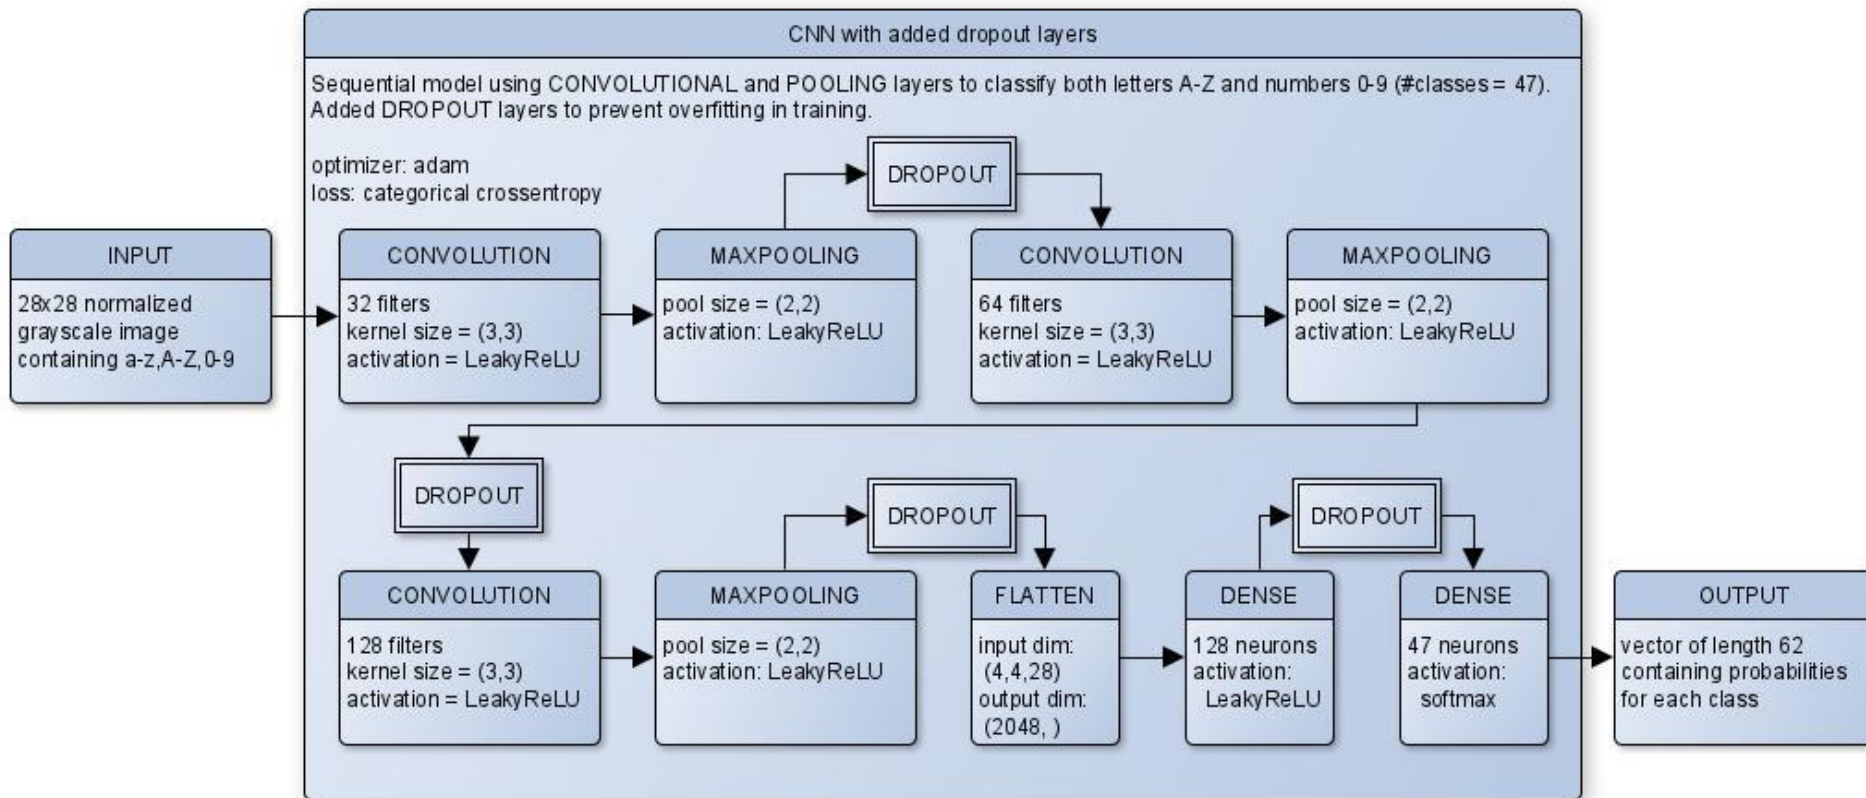 CNN with added dropout layers
Sequential model using CONVOLUTIONAL and POOLING layers to classify both letters A-Z and numbers 0-9 (#classes = 47).
Added DROPOUT layers to prevent overfitting in training.
optimizer: adam
loss: categorical crossentropy
INPUT
28x28 normalized
grayscale image
containing a-z,A-Z,0-9
CONVOLUTION
32 filters
kernel size = (3,3)
activation = LeakyReLU
MAXPOOLING
pool size = (2,2)
activation: LeakyReLU
DROPOUT
CONVOLUTION
64 filters
kernel size = (3,3)
activation = LeakyReLU
MAXPOOLING
pool size = (2,2)
activation: LeakyReLU
DROPOUT
CONVOLUTION
128 filters
kernel size = (3,3)
activation = LeakyReLU
MAXPOOLING
pool size = (2,2)
activation: LeakyReLU
DROPOUT
FLATTEN
input dim:
(4,4,28)
output dim:
(2048, )
DENSE
128 neurons
activation:
LeakyReLU
DROPOUT
DENSE
47 neurons
activation:
softmax
OUTPUT
vector of length 62
containing probabilities
for each class